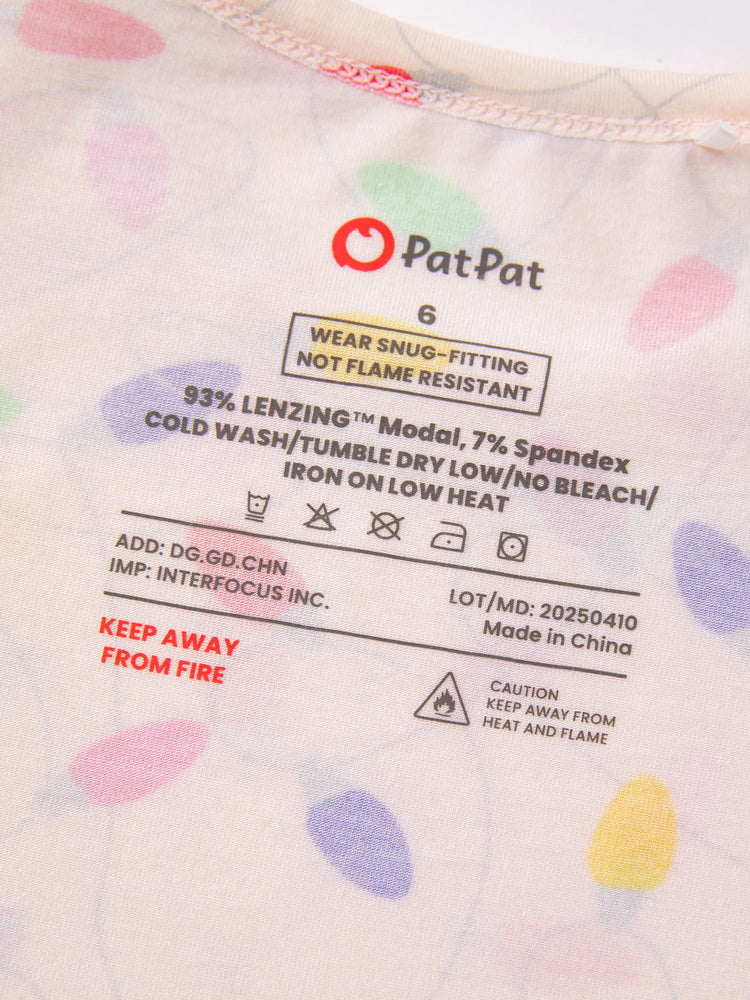 PatPat
6
WEAR SNUG-FITTING
NOT FLAME RESISTANT
93% LENZING™ Modal, 7% Spandex
COLD WASH/TUMBLE DRY LOW/NO BLEACH/
IRON ON LOW HEAT
ADD: DG.GD.CHN
IMP: INTERFOCUS INC.
LOT/MD: 20250410
Made in China
KEEP AWAY
FROM FIRE
CAUTION
KEEP AWAY FROM
HEAT AND FLAME